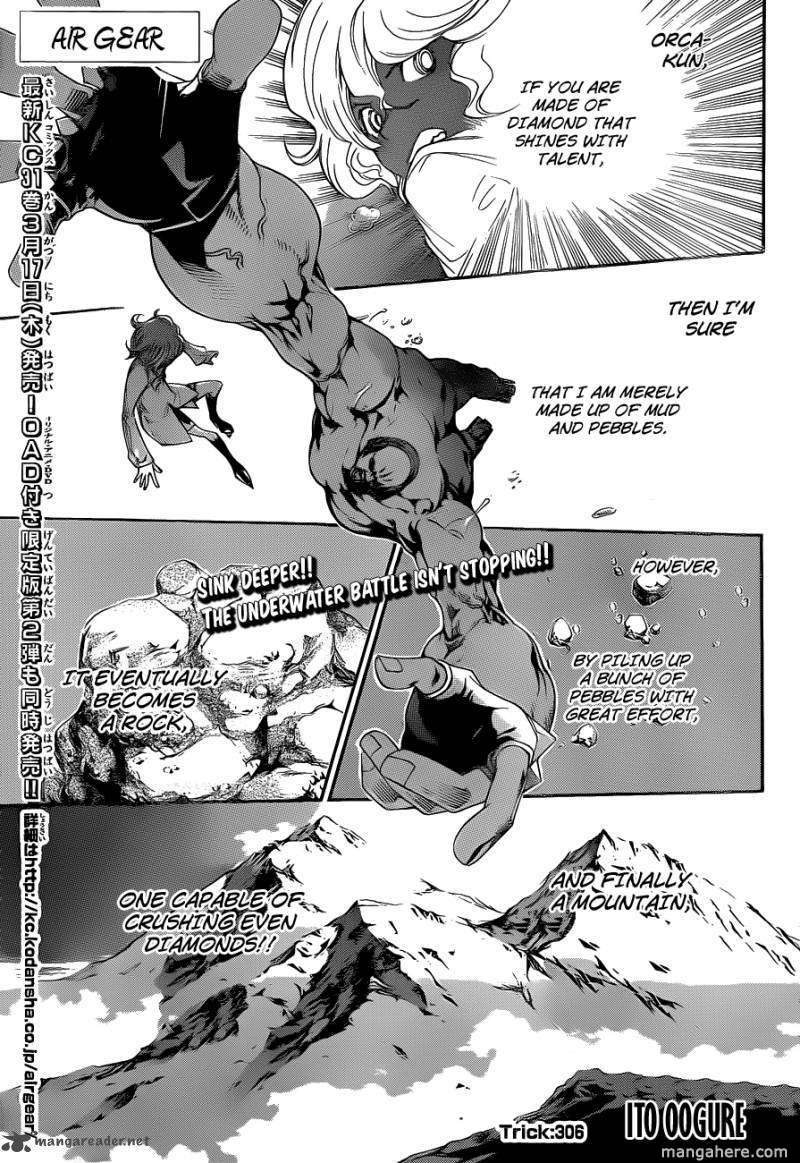 AIR GEAR
ORCA-
KUN,
IF YOU ARE
MADE OF
DIAMOND THAT
SHINES WITH
TALENT,
THEN I'M
SURE
THAT I AM MERELY
MADE UP OF MUD
AND PEBBLES.
SINK DEEPER!!
THE UNDERWATER BATTLE ISN'T STOPPING!!
HOWEVER,
BY PILING UP
A BUNCH OF
PEBBLES WITH
GREAT EFFORT,
IT EVENTUALLY
BECOMES
A ROCK,
AND FINALLY
A MOUNTAIN,
ONE CAPABLE OF
CRUSHING EVEN
DIAMONDS!!
最新KC31巻3月17日(木)発売ーOAD付き限定版第2弾も同時発売!!
詳細はhttp://kc.kodansha.co.jp/airgear
Trick:306
ITO OOGURE
mangareader.net
mangahere.com